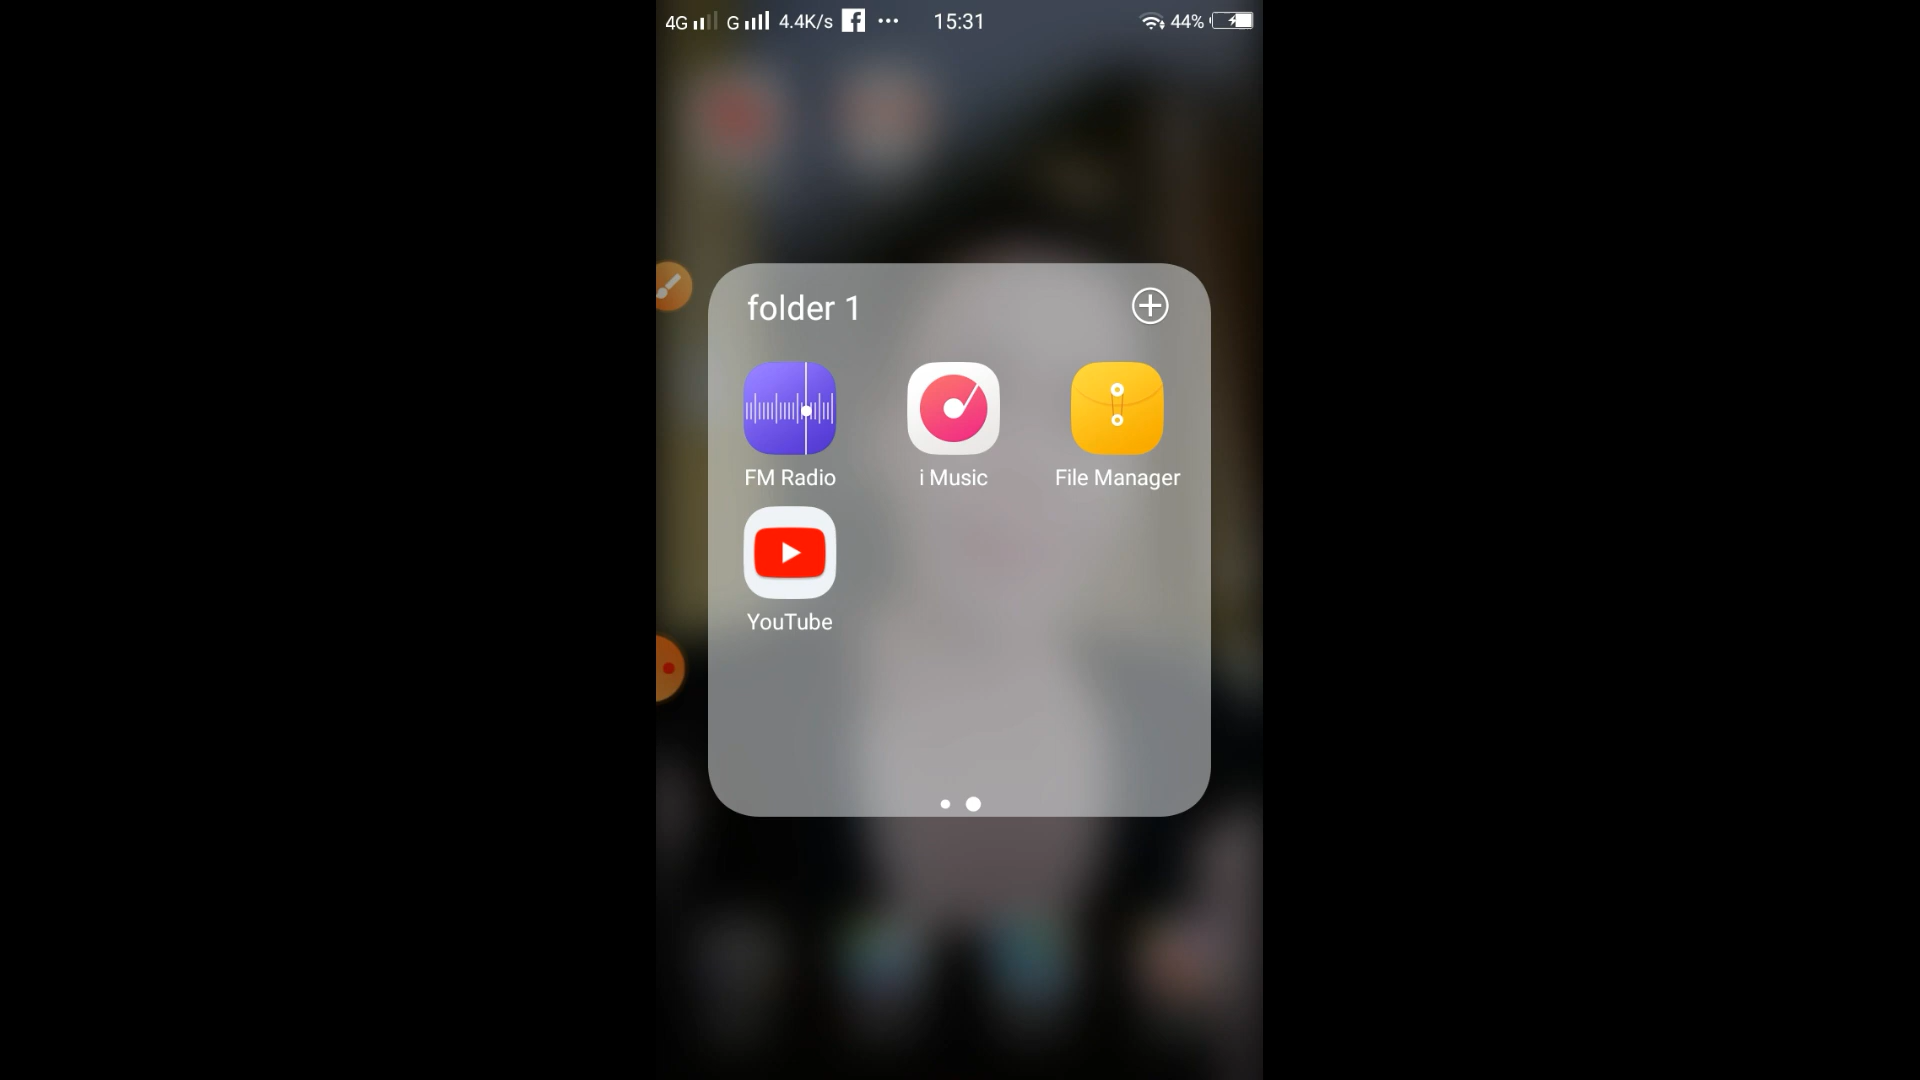 4G G 4.4K/s 15:31 44%
folder 1
FM Radio i Music File Manager
YouTube